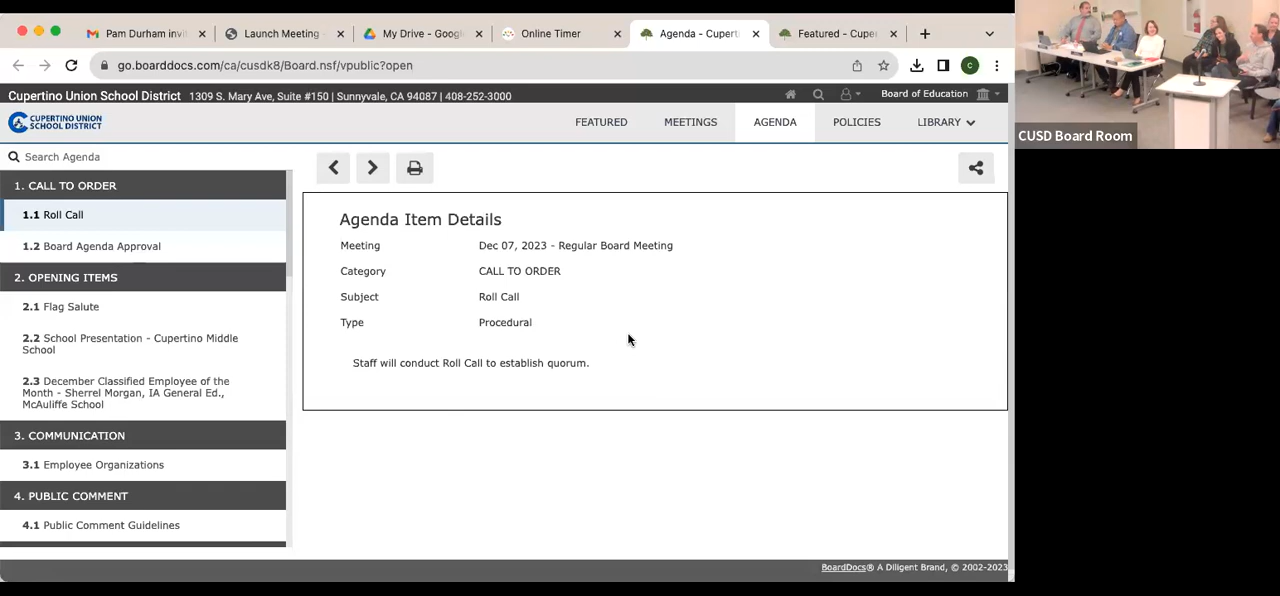 Pam Durham invi
Launch Meeting -
My Drive - Google
Online Timer
Agenda - Cuperti
Featured - Cuper
go.boarddocs.com/ca/cusdk8/Board.nsf/vpublic?open
C
Cupertino Union School District 1309 S. Mary Ave, Suite #150 | Sunnyvale, CA 94087 | 408-252-3000
Board of Education
CUPERTINO UNION
SCHOOL DISTRICT
FEATURED
MEETINGS
AGENDA
POLICIES
LIBRARY
Search Agenda
1. CALL TO ORDER
1.1 Roll Call
1.2 Board Agenda Approval
2. OPENING ITEMS
2.1 Flag Salute
2.2 School Presentation - Cupertino Middle
School
2.3 December Classified Employee of the
Month - Sherrel Morgan, IA General Ed.,
McAuliffe School
3. COMMUNICATION
3.1 Employee Organizations
4. PUBLIC COMMENT
4.1 Public Comment Guidelines
Agenda Item Details
Meeting Dec 07, 2023 - Regular Board Meeting
Category CALL TO ORDER
Subject Roll Call
Type Procedural
Staff will conduct Roll Call to establish quorum.
BoardDocs® A Diligent Brand, © 2002-2023
CUSD Board Room